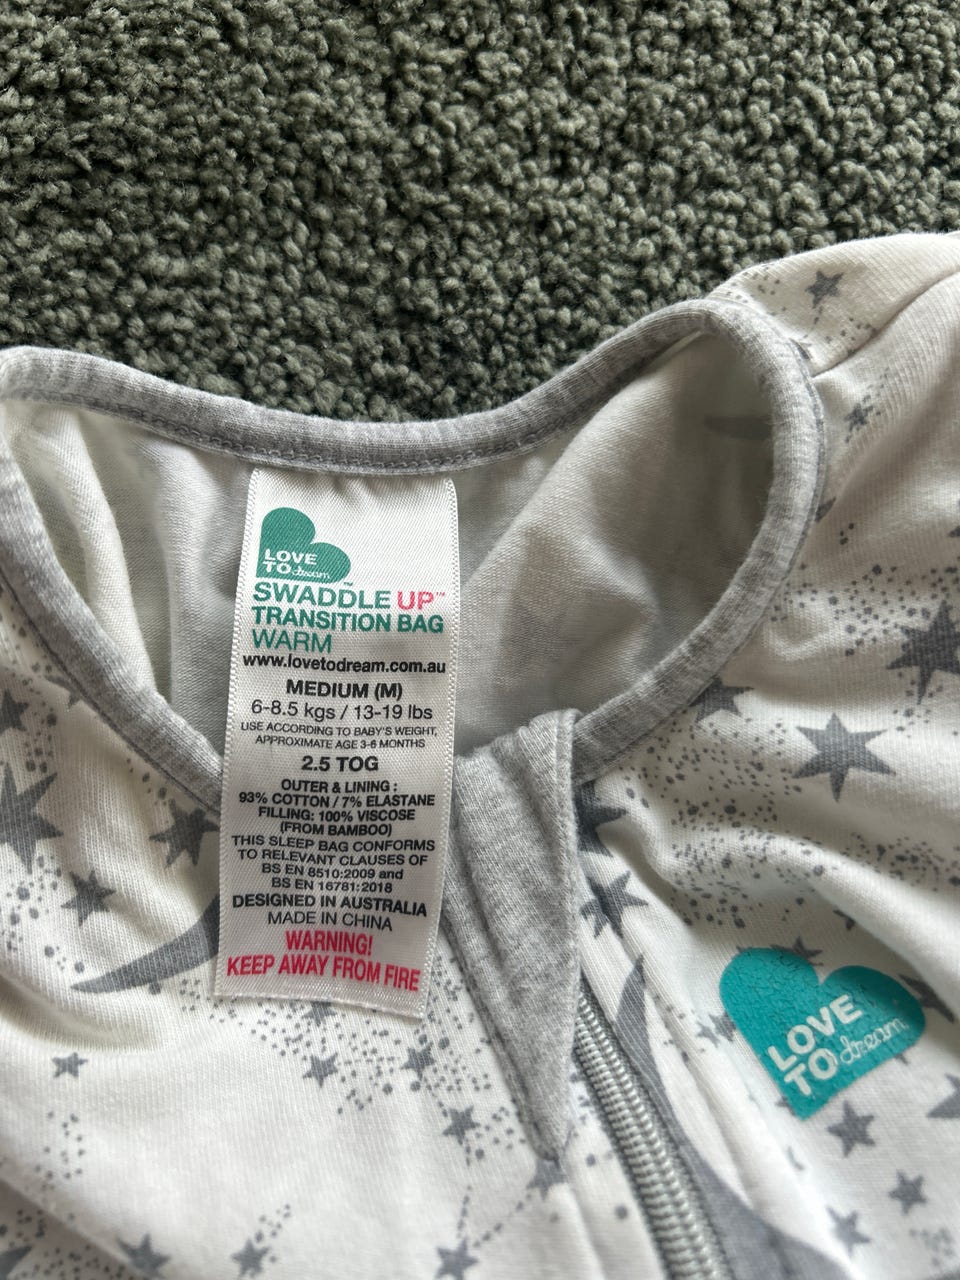 LOVE
TO dream
SWADDLE UP™
TRANSITION BAG
WARM
www.lovetodream.com.au
MEDIUM (M)
6-8.5 kgs / 13-19 lbs
USE ACCORDING TO BABY'S WEIGHT,
APPROXIMATE AGE 3-6 MONTHS
2.5 TOG
OUTER & LINING :
93% COTTON / 7% ELASTANE
FILLING: 100% VISCOSE
(FROM BAMBOO)
THIS SLEEP BAG CONFORMS
TO RELEVANT CLAUSES OF
BS EN 8510:2009 and
BS EN 16781:2018
DESIGNED IN AUSTRALIA
MADE IN CHINA
WARNING!
KEEP AWAY FROM FIRE
LOVE
TO dream